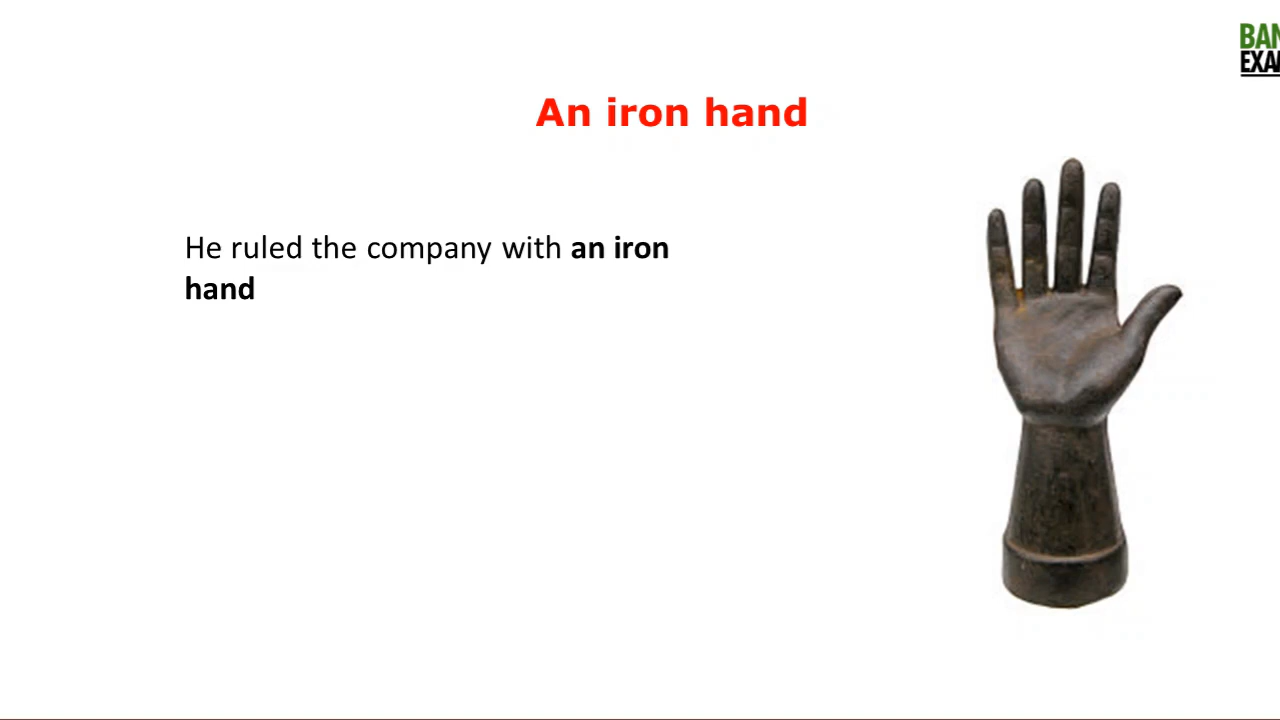 An iron hand
He ruled the company with an iron
hand